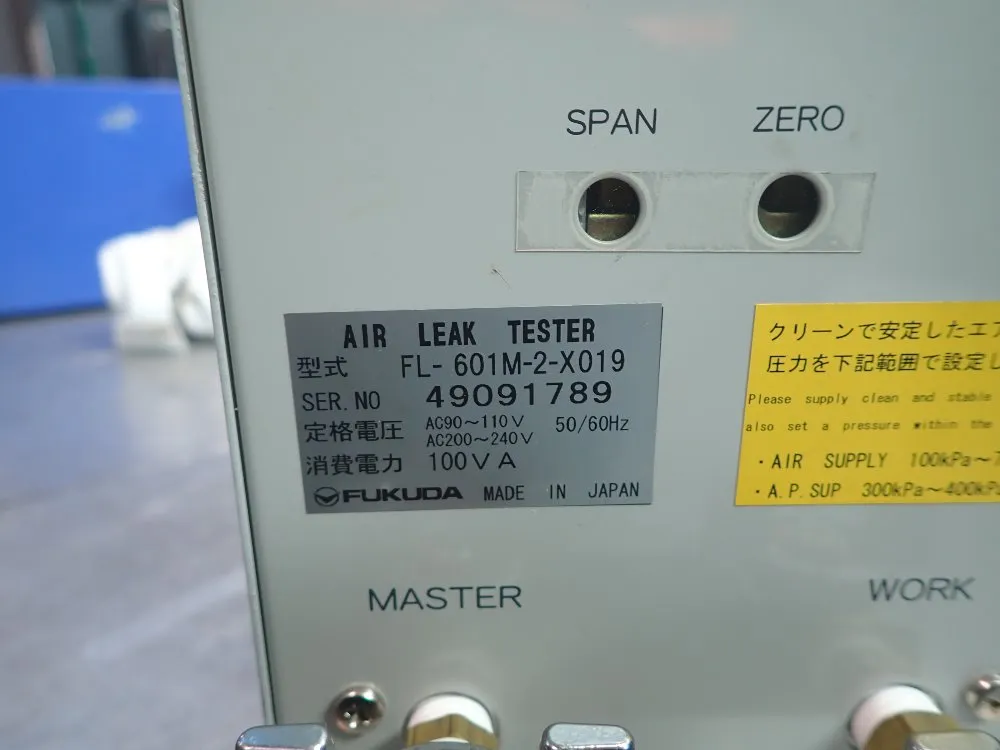 SPAN ZERO
AIR LEAK TESTER
型式 FL-601M-2-X019
SER.NO 49091789
定格電圧 AC90～110V 50/60Hz
AC200～240V
消費電力 100VA
FUKUDA MADE IN JAPAN
クリーンで安定したエア
圧力を下記範囲で設定し
Please supply clean and stable
also set a pressure within the
・AIR SUPPLY 100kPa～7
・A.P.SUP 300kPa～400kPa
MASTER WORK